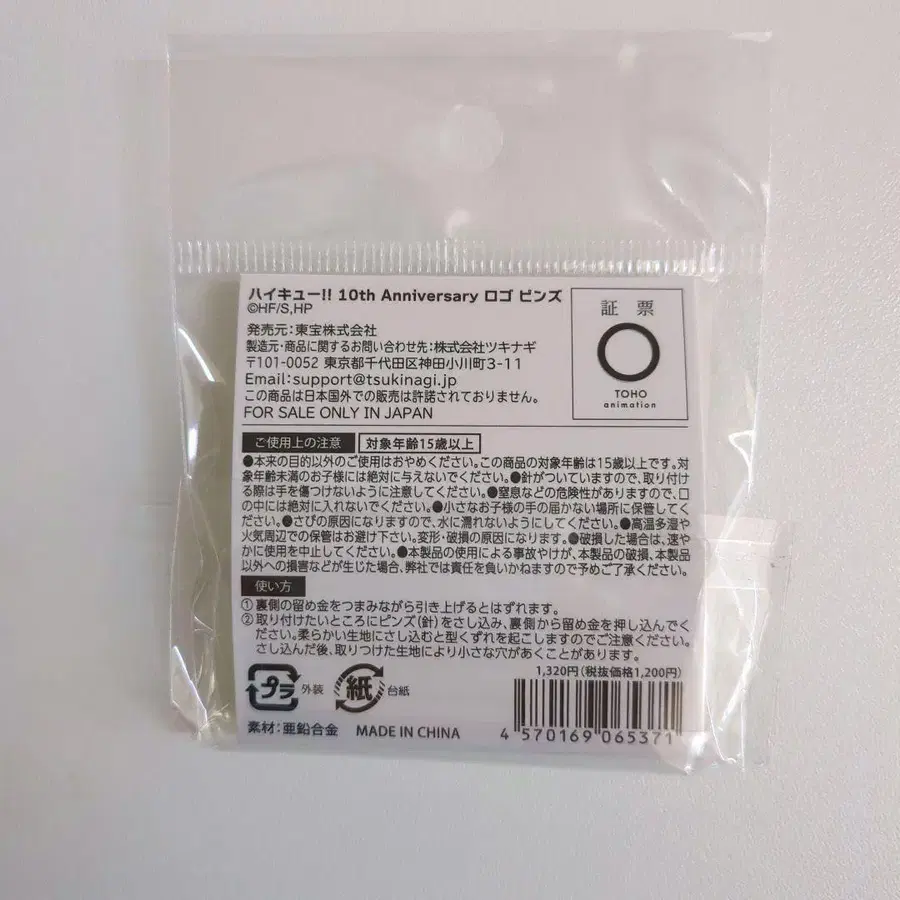 ハイキュー!! 10th Anniversary ロゴ ピンズ
©HF/S,HP
発売元:東宝株式会社
製造元・商品に関するお問い合わせ先:株式会社ツキナギ
〒101-0052 東京都千代田区神田小川町3-11
Email:support@tsukinagi.jp
この商品は日本国外での販売は許諾されておりません。
FOR SALE ONLY IN JAPAN
証票
TOHO
animation
ご使用上の注意 対象年齢15歳以上
●本来の目的以外のご使用はおやめください。この商品の対象年齢は15歳以上です。対
象年齢未満のお子様には絶対に与えないでください。●針がついていますので、取り付け
る際は手を傷つけないように注意してください。●窒息などの危険性がありますので、口
の中には絶対に入れないでください。●小さなお子様の手の届かない場所に保管してく
ださい。●さびの原因になりますので、水に濡れないようにしてください。●高温多湿や
火気周辺での保管はお避け下さい。変形・破損の原因になります。●破損した場合は、速や
かに使用を中止してください。●本製品の使用による事故やけが、本製品の破損、本製品
以外への損害などが生じた場合、弊社では責任を負いかねますので予めご了承ください。
使い方
① 裏側の留め金をつまみながら引き上げるとはずれます。
② 取り付けたいところにピンズ(針)をさし込み、裏側から留め金を押し込んでく
ださい。柔らかい生地にさし込むと型くずれを起こしますのでご注意ください。
さし込んだ後、取りつけた生地により小さな穴があくことがあります。
1,320円(税抜価格1,200円)
プラ 外装 紙 台紙
素材:亜鉛合金 MADE IN CHINA
4 570169 065371